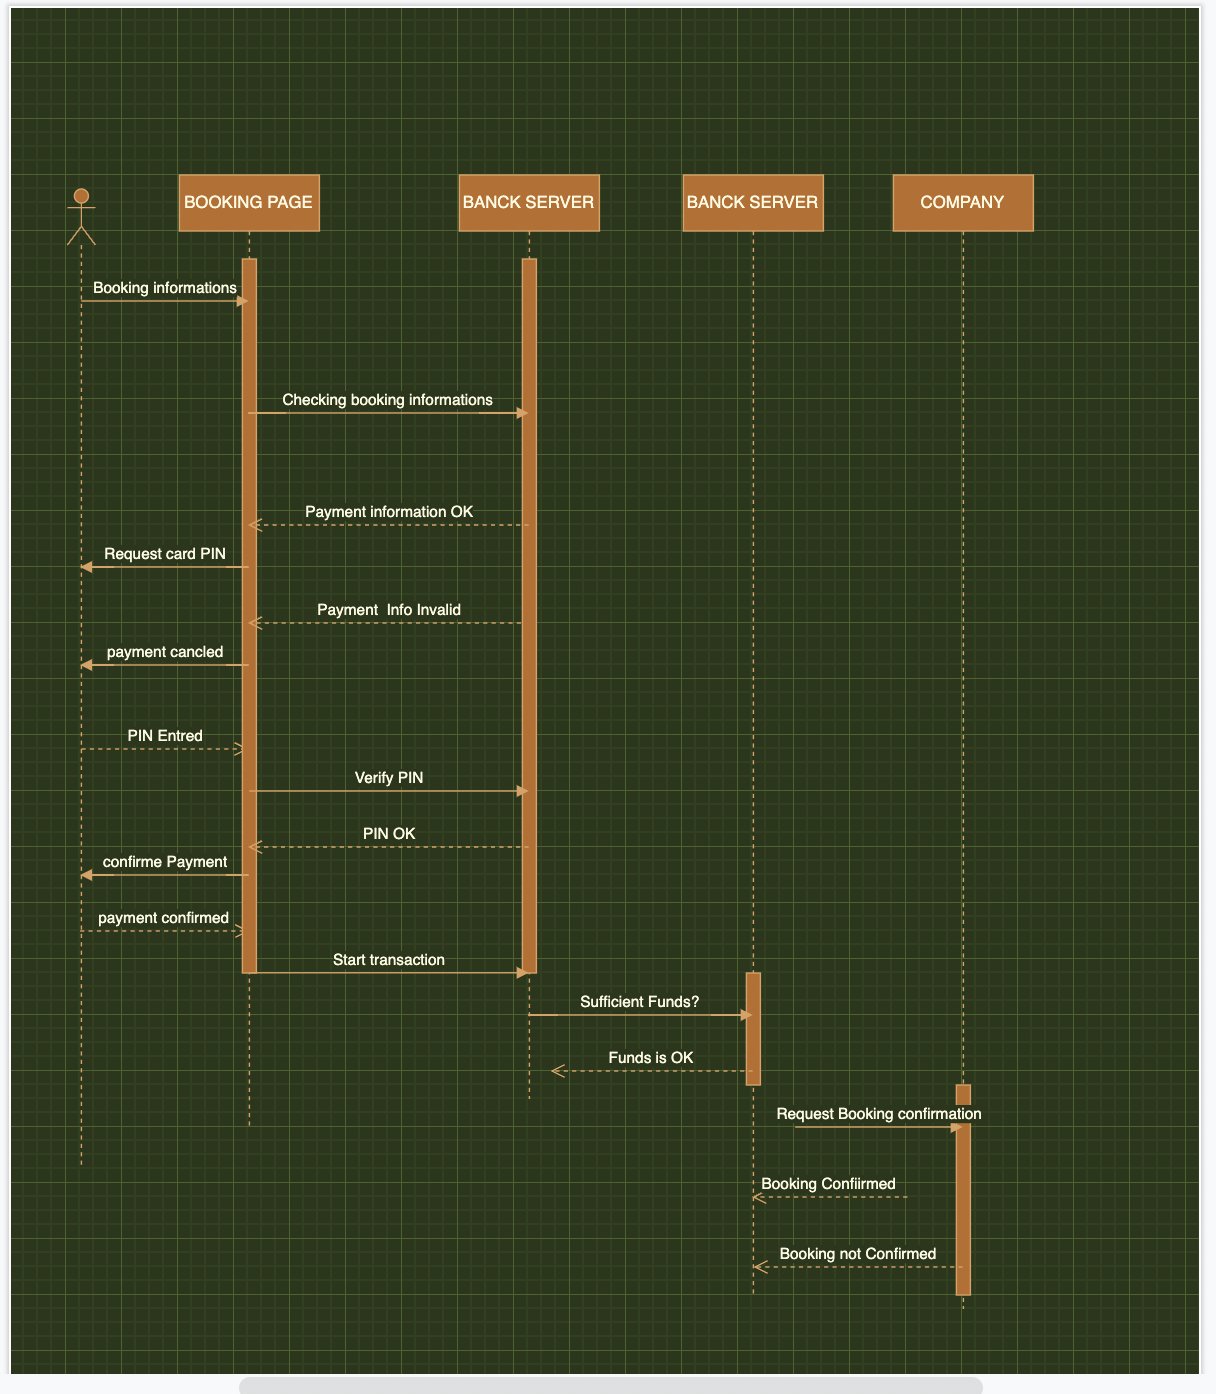 BOOKING PAGE
BANCK SERVER
BANCK SERVER
COMPANY
Booking informations
Checking booking informations
Payment information OK
Request card PIN
Payment  Info Invalid
payment cancled
PIN Entred
Verify PIN
PIN OK
confirme Payment
payment confirmed
Start transaction
Sufficient Funds?
Funds is OK
Request Booking confirmation
Booking Confiirmed
Booking not Confirmed